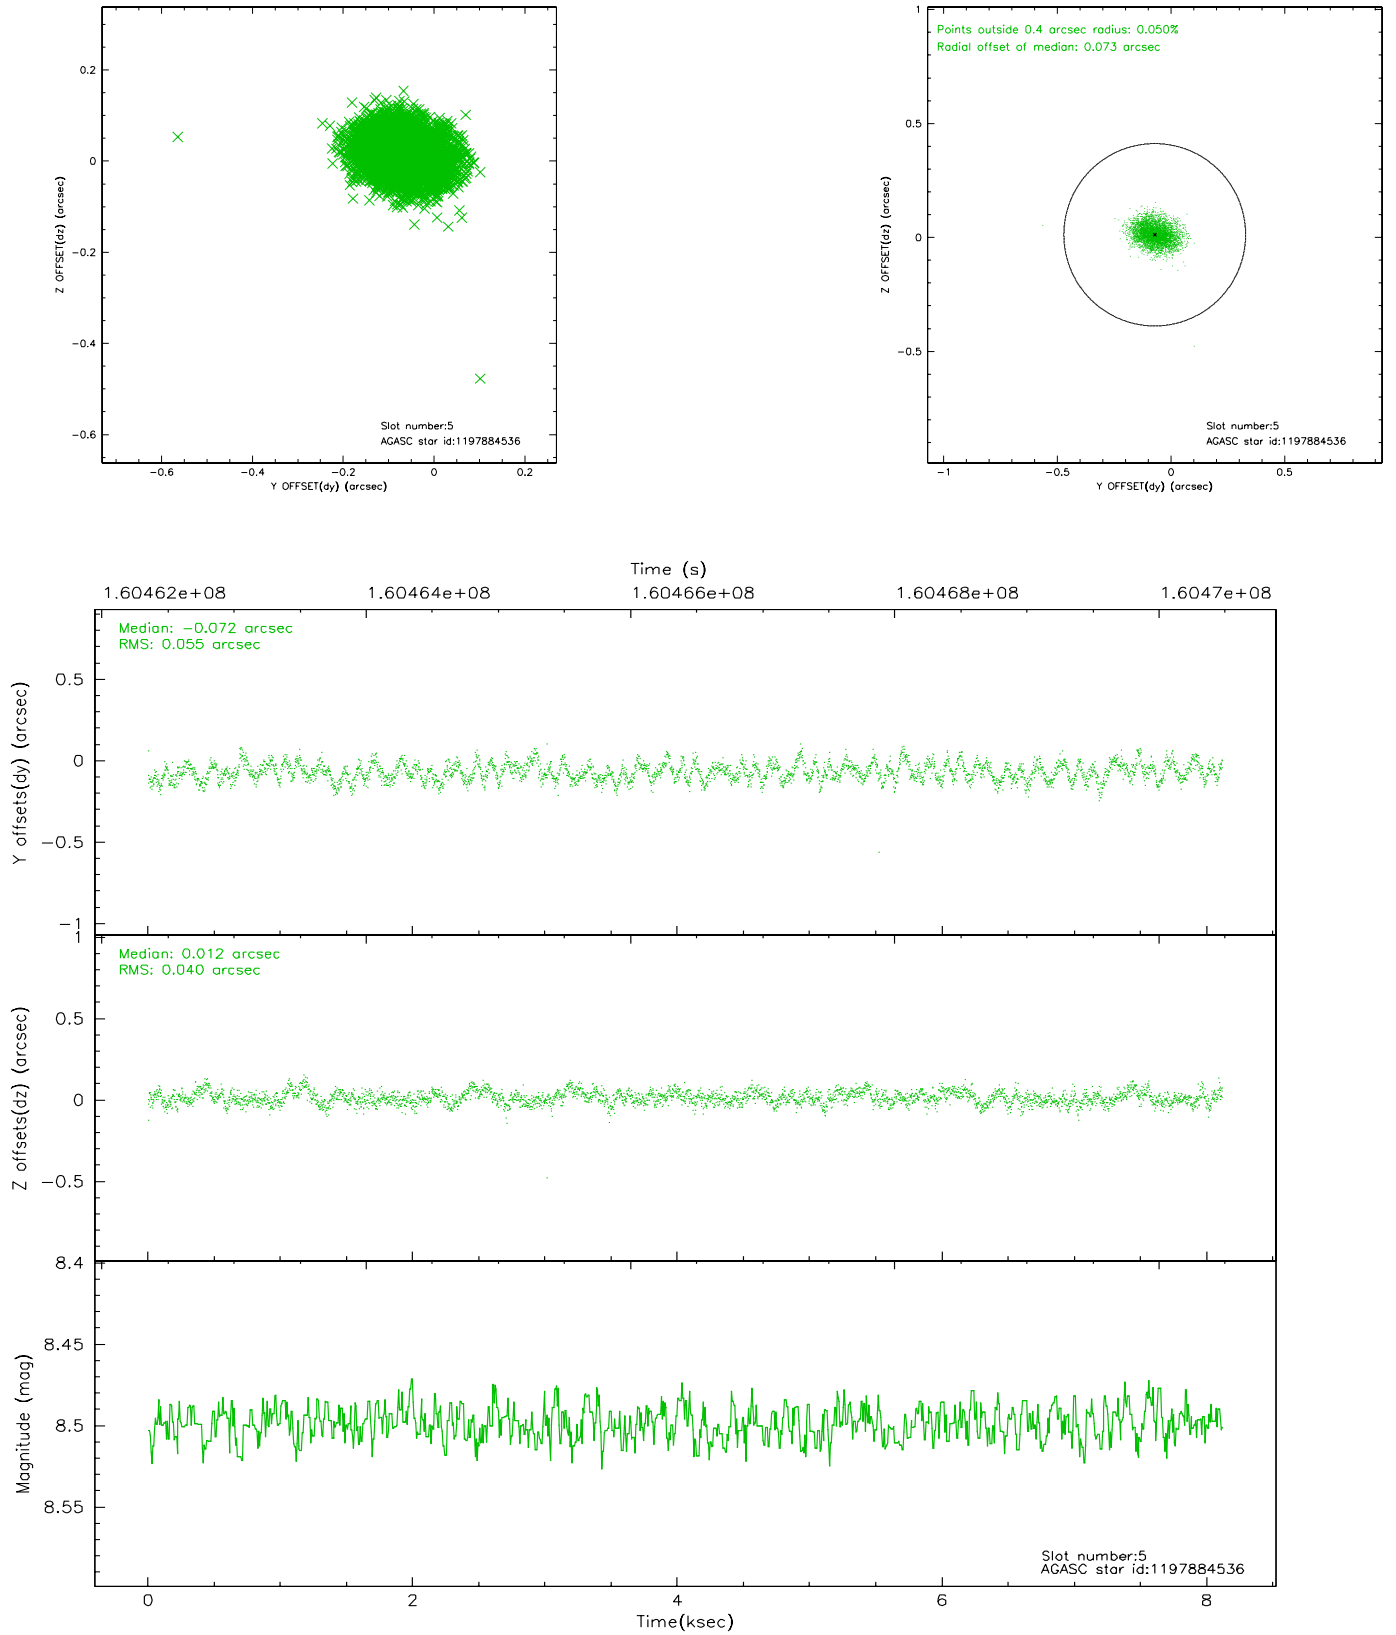 0.2
0
−0.2
−0.4
−0.6
Z OFFSET(dz) (arcsec)
Slot number:5
AGASC star id:1197884536
−0.6 −0.4 −0.2 0 0.2
Y OFFSET(dy) (arcsec)
Points outside 0.4 arcsec radius: 0.050%
Radial offset of median: 0.073 arcsec
1
0.5
0
−0.5
Z OFFSET(dz) (arcsec)
Slot number:5
AGASC star id:1197884536
−1 −0.5 0 0.5
Y OFFSET(dy) (arcsec)
Time (s)
1.60462e+08 1.60464e+08 1.60466e+08 1.60468e+08 1.6047e+08
Median: −0.072 arcsec
RMS: 0.055 arcsec
0.5
0
−0.5
−1
Y offsets(dy) (arcsec)
Median: 0.012 arcsec
RMS: 0.040 arcsec
1
0.5
0
−0.5
Z offsets(dz) (arcsec)
8.4
8.45
8.5
8.55
Magnitude (mag)
Slot number:5
AGASC star id:1197884536
0 2 4 6 8
Time(ksec)